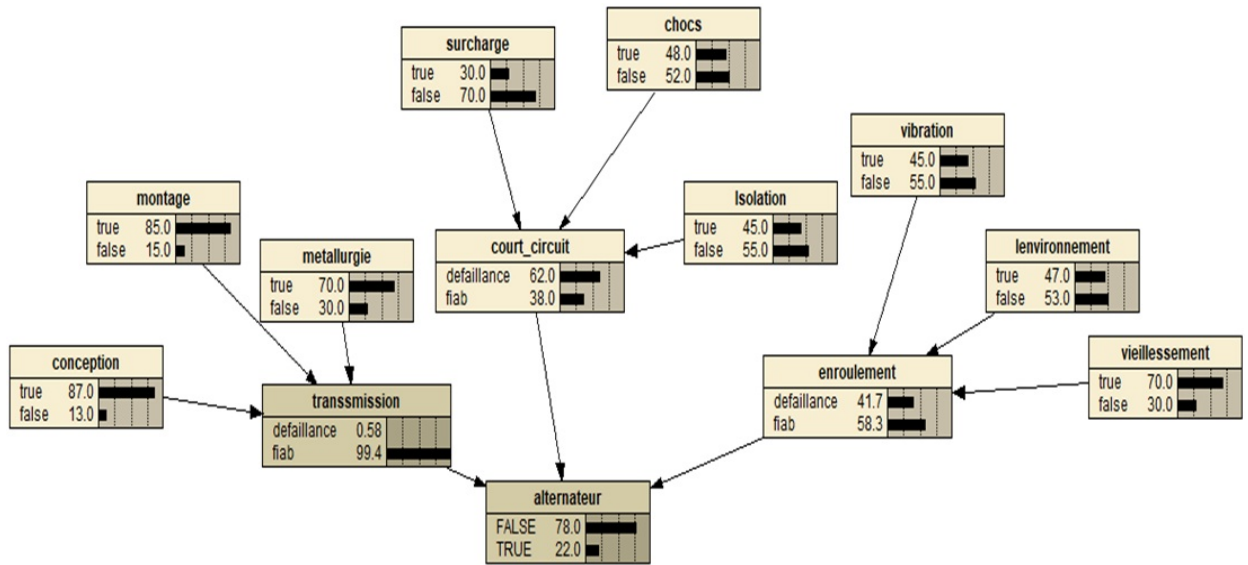 chocs
true 48.0
false 52.0
surcharge
true 30.0
false 70.0
vibration
true 45.0
false 55.0
montage
true 85.0
false 15.0
Isolation
true 45.0
false 55.0
metallurgie
true 70.0
false 30.0
court_circuit
defaillance 62.0
fiab 38.0
lenvironnement
true 47.0
false 53.0
conception
true 87.0
false 13.0
transsmission
defaillance 0.58
fiab 99.4
enroulement
defaillance 41.7
fiab 58.3
vieillessement
true 70.0
false 30.0
alternateur
FALSE 78.0
TRUE 22.0